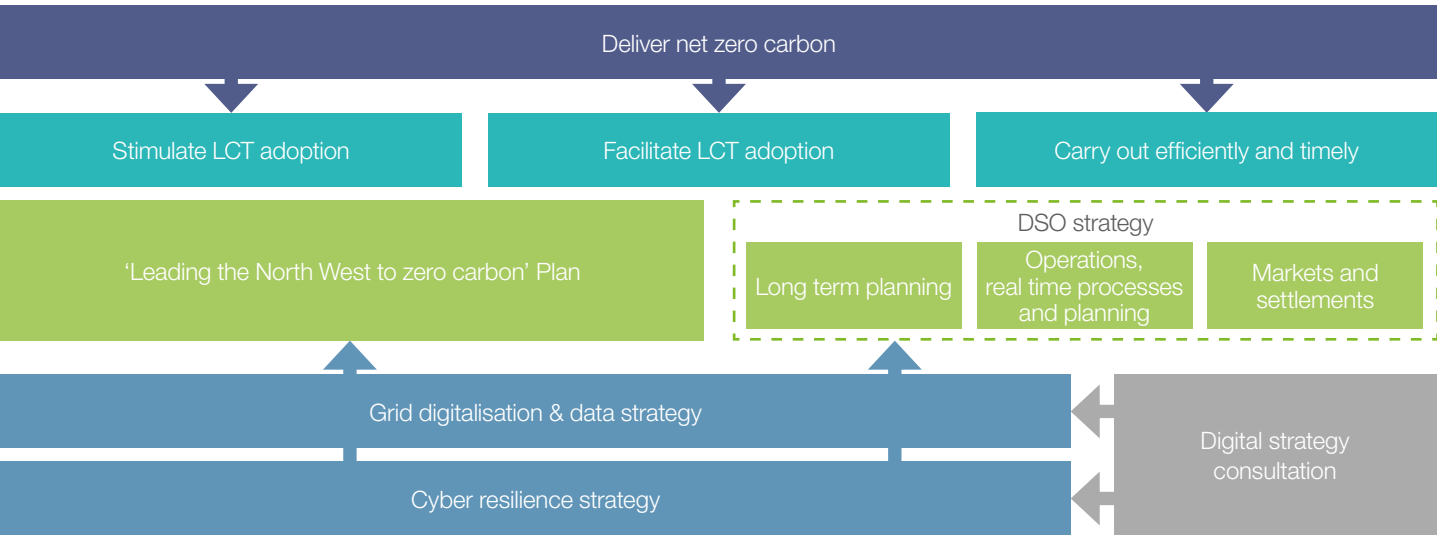 Deliver net zero carbon
Stimulate LCT adoption
Facilitate LCT adoption
Carry out efficiently and timely
‘Leading the North West to zero carbon’ Plan
DSO strategy
Long term planning
Operations,
real time processes
and planning
Markets and
settlements
Grid digitalisation & data strategy
Cyber resilience strategy
Digital strategy
consultation